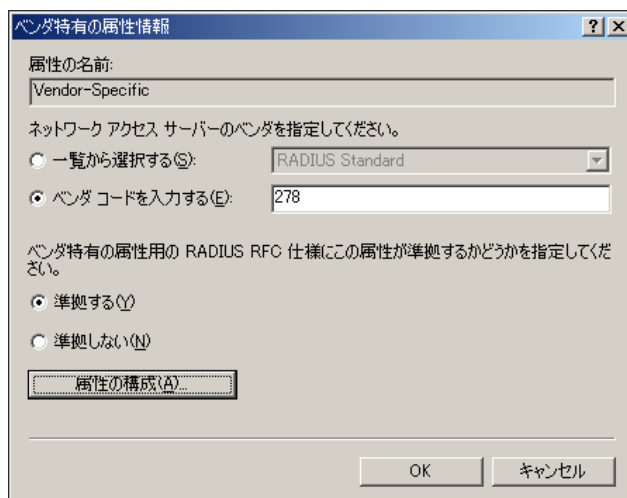 ベンダ特有の属性情報
属性の名前:
Vendor-Specific
ネットワーク アクセス サーバーのベンダを指定してください。
一覧から選択する(S):
RADIUS Standard
ベンダ コードを入力する(E):
278
ベンダ特有の属性用の RADIUS RFC 仕様にこの属性が準拠するかどうかを指定してくだ
さい。
準拠する(Y)
準拠しない(N)
属性の構成(A)...
OK
キャンセル